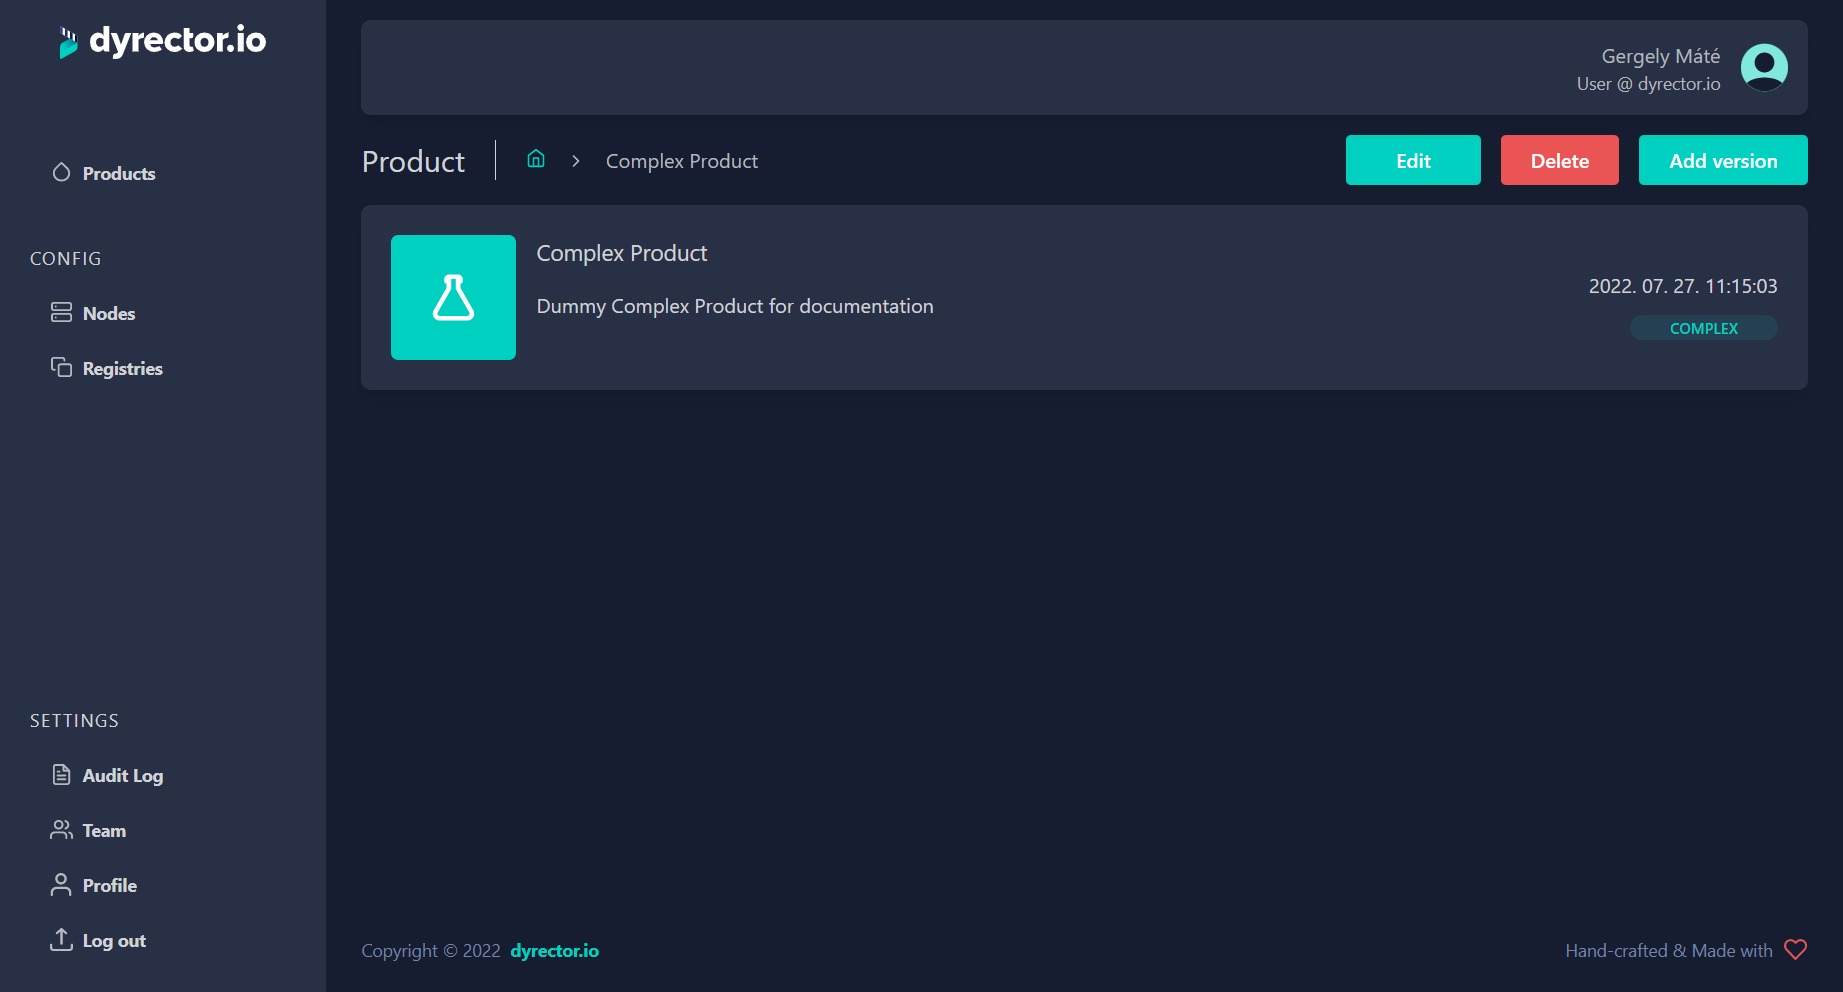 dyrector.io
Gergely Máté
User @ dyrector.io
Product
Complex Product
Edit
Delete
Add version
Products
CONFIG
Nodes
Registries
Complex Product
Dummy Complex Product for documentation
2022. 07. 27. 11:15:03
COMPLEX
SETTINGS
Audit Log
Team
Profile
Log out
Copyright © 2022 dyrector.io
Hand-crafted & Made with